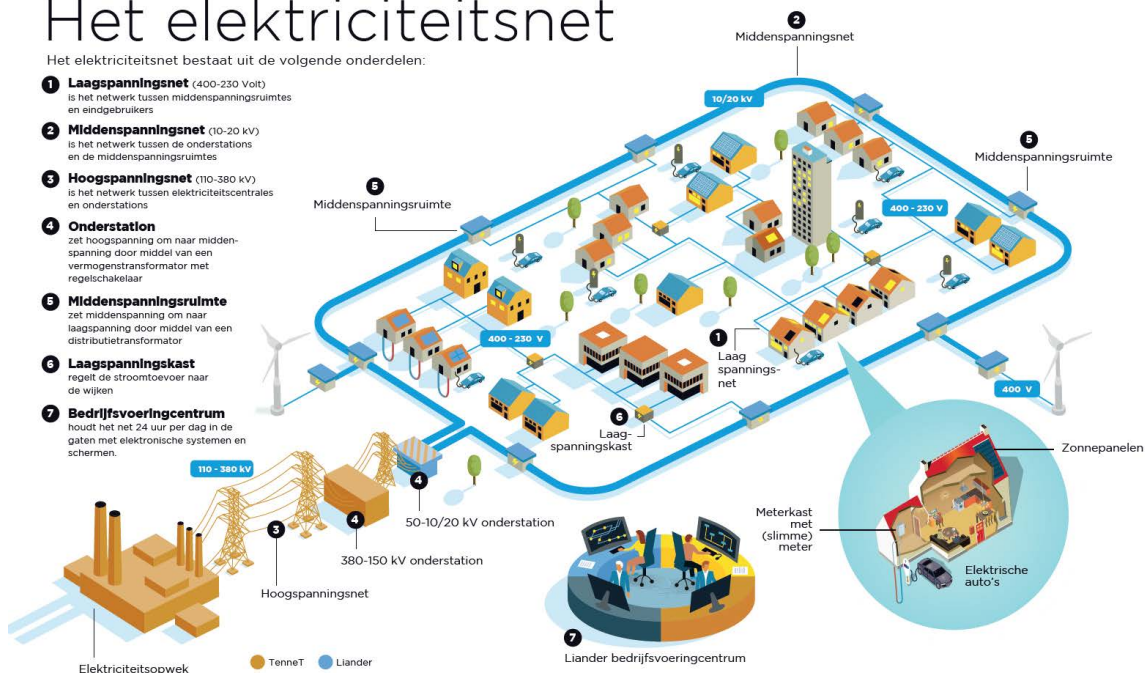 Het elektriciteitsnet
Het elektriciteitsnet bestaat uit de volgende onderdelen:
1 Laagspanningsnet (400-230 Volt)
is het netwerk tussen middenspanningsruimtes
en eindgebruikers
2 Middenspanningsnet (10-20 kV)
is het netwerk tussen de onderstations
en de middenspanningsruimtes
3 Hoogspanningsnet (110-380 kV)
is het netwerk tussen elektriciteitscentrales
en onderstations
4 Onderstation
zet hoogspanning om naar midden-
spanning door middel van een
vermogenstransformator met
regelschakelaar
5 Middenspanningsruimte
zet middenspanning om naar
laagspanning door middel van een
distributietransformator
6 Laagspanningskast
regelt de stroomtoevoer naar
de wijken
7 Bedrijfsvoeringcentrum
houdt het net 24 uur per dag in de
gaten met elektronische systemen en
schermen.
2
Middenspanningsnet
10/20 kV
5
Middenspanningsruimte
5
Middenspanningsruimte
400 - 230 V
400 - 230 V
1
Laag
spannings-
net
6
Laag-
spanningskast
400 V
110 - 380 kV
4
50-10/20 kV onderstation
4
380-150 kV onderstation
3
Hoogspanningsnet
Elektriciteitsopwek
TenneT
Liander
7
Liander bedrijfsvoeringcentrum
Zonnepanelen
Meterkast
met
(slimme)
meter
Elektrische
auto's